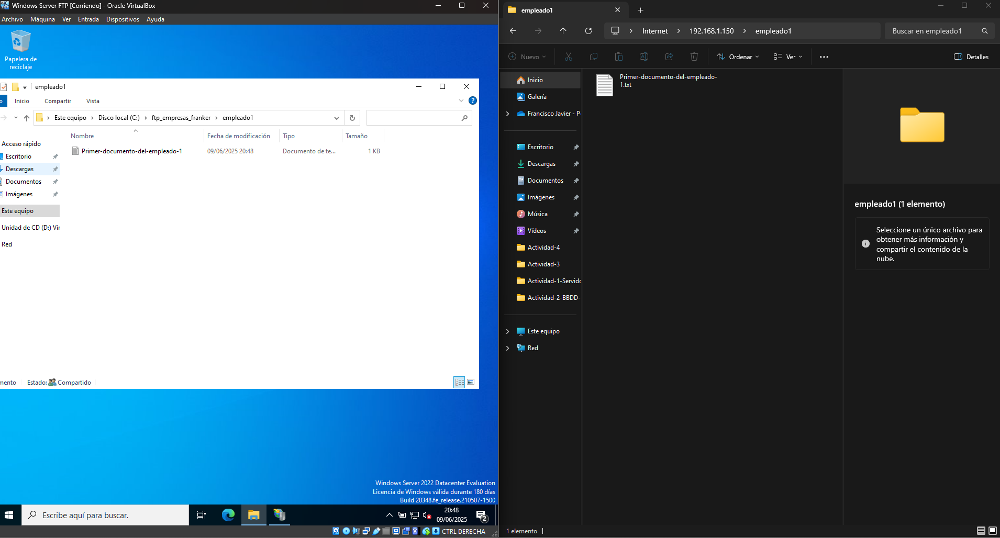 Windows Server FTP [Corriendo] - Oracle VirtualBox
Archivo Máquina Ver Entrada Dispositivos Ayuda
Papelera de
reciclaje
empleado1
Inicio Compartir Vista
Este equipo Disco local (C:) ftp_empresas_franker empleado1
Nombre Fecha de modificación Tipo Tamaño
Primer-documento-del-empleado-1 09/06/2025 20:48 Documento de te... 1 KB
Acceso rápido
Escritorio
Descargas
Documentos
Imágenes
Este equipo
Unidad de CD (D:) Vir
Red
mento Estado: Compartido
Windows Server 2022 Datacenter Evaluation
Licencia de Windows válida durante 180 días
Build 20348.fe_release.210507-1500
Escribe aquí para buscar.
20:48
09/06/2025
2
CTRL DERECHA
empleado1
Internet 192.168.1.150 empleado1
Buscar en empleado1
Nuevo Ordenar Ver Detalles
Inicio
Galería
Francisco Javier - P
Escritorio
Descargas
Documentos
Imágenes
Música
Vídeos
Actividad-4
Actividad-3
Actividad-1-Servido
Actividad-2-BBDD-
Este equipo
Red
Primer-documento-del-empleado-
1.txt
empleado1 (1 elemento)
Seleccione un único archivo para
obtener más información y
compartir el contenido de la
nube.
1 elemento